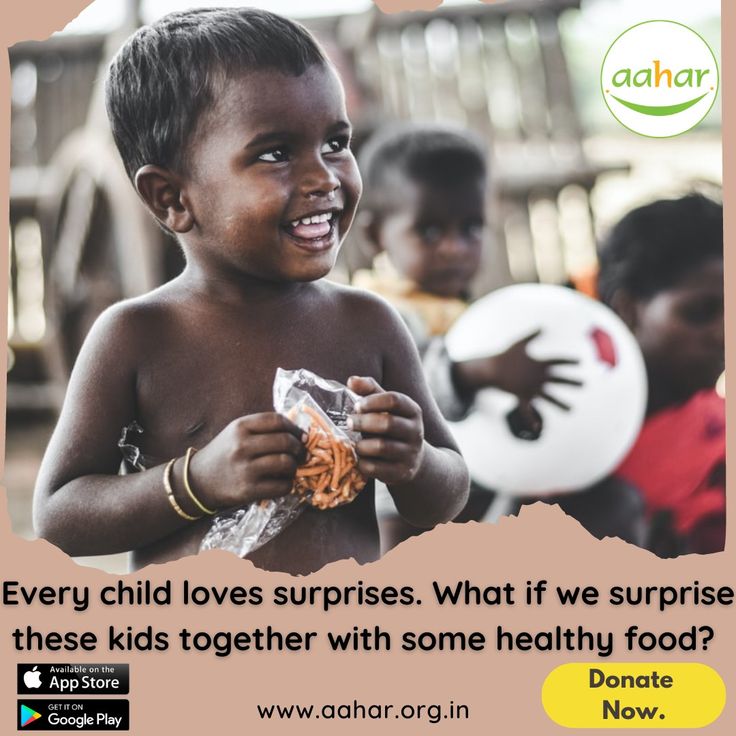 aahar
Every child loves surprises. What if we surprise
these kids together with some healthy food?
Available on the
App Store
GET IT ON
Google Play
www.aahar.org.in
Donate
Now.